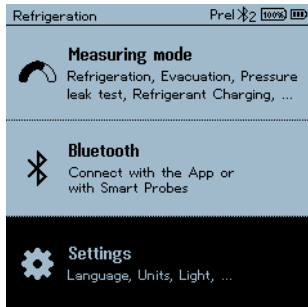 Refrigeration Prel 2 100%
Measuring mode
Refrigeration, Evacuation, Pressure
leak test, Refrigerant Charging, ...
Bluetooth
Connect with the App or
with Smart Probes
Settings
Language, Units, Light, ...